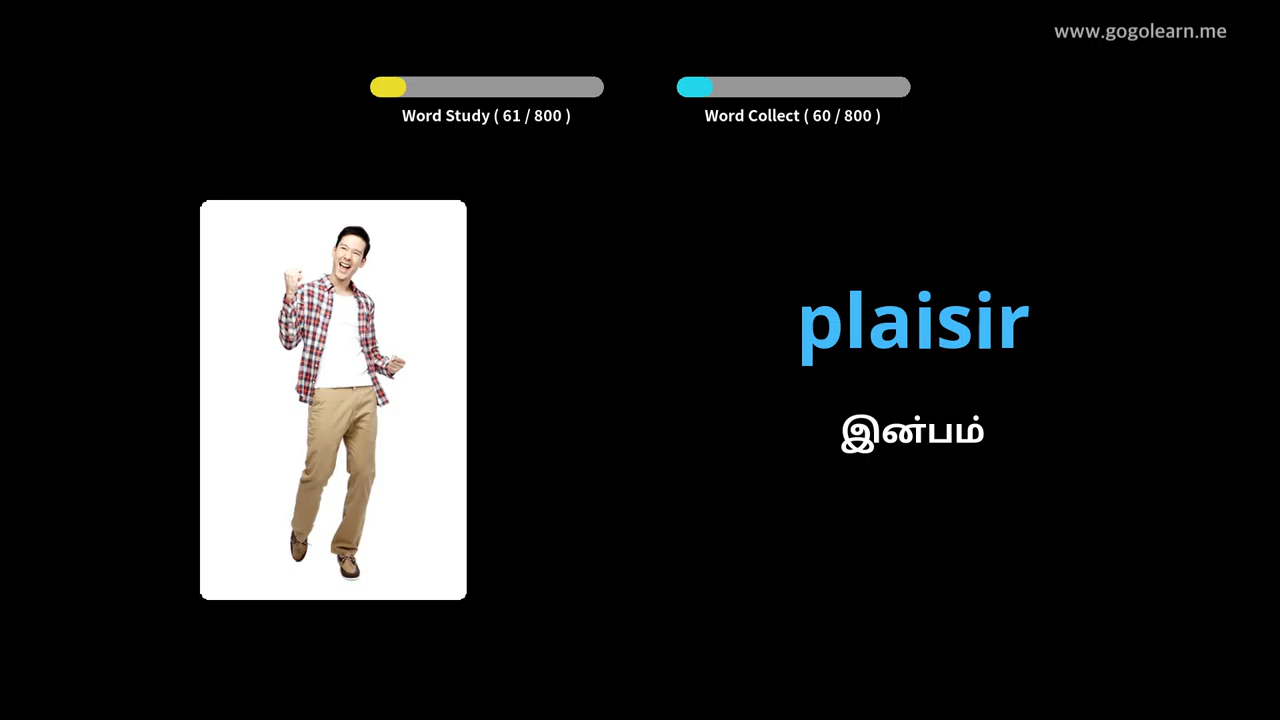 www.gogolearn.me
Word Study ( 61 / 800 )
Word Collect ( 60 / 800 )
plaisir
இன்பம்